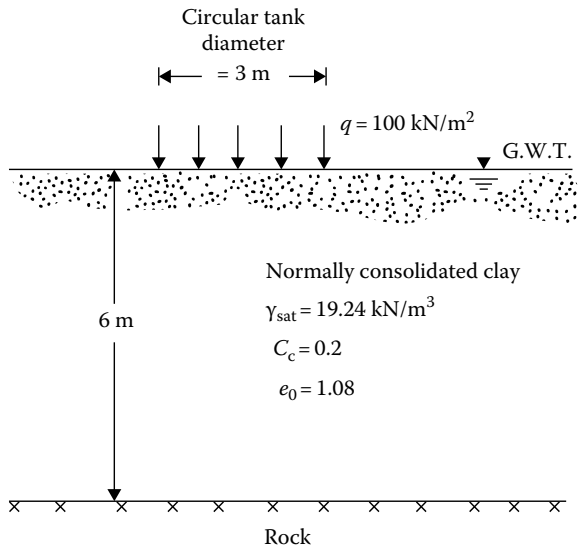 Circular tank
diameter
= 3 m
q = 100 kN/m²
G.W.T.
Normally consolidated clay
γsat = 19.24 kN/m³
6 m
Cc = 0.2
e0 = 1.08
Rock